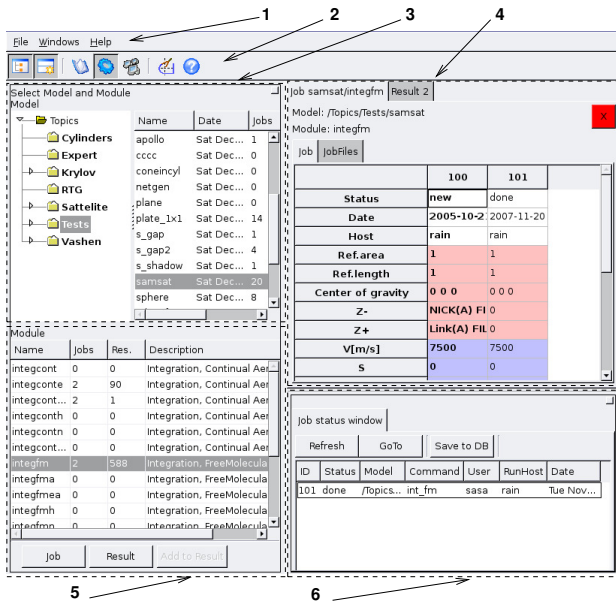 1 2 3 4
File Windows Help
Select Model and Module
Model
Topics
Cylinders
Expert
Krylov
RTG
Sattelite
Tests
Vashen
Name Date Jobs
apollo Sat Dec... 1
cccc Sat Dec... 0
coneincyl Sat Dec... 0
netgen Sat Dec... 0
plane Sat Dec... 0
plate_1x1 Sat Dec... 14
s_gap Sat Dec... 1
s_gap2 Sat Dec... 4
s_shadow Sat Dec... 1
samsat Sat Dec... 20
sphere Sat Dec... 8
Module
Name Jobs Res. Description
integcont 0 0 Integration, Continual Aer
integconte 2 90 Integration, Continual Aer
integcont... 2 1 Integration, Continual Aer
integconth 0 0 Integration, Continual Aer
integcontn 0 0 Integration, Continual Aer
integcont... 0 0 Integration, Continual Aer
integfm 2 588 Integration, FreeMolecula
integfma 0 0 Integration, FreeMolecula
integfmea 0 0 Integration, FreeMolecula
integfmh 0 0 Integration, FreeMolecula
integfmn 0 0 Integration, FreeMolecula
Job Result Add to Result
Job samsat/integfm Result 2
Model: /Topics/Tests/samsat
Module: integfm
X
Job JobFiles
100 101
Status new done
Date 2005-10-2 2007-11-20
Host rain rain
Ref.area 1 1
Ref.length 1 1
Center of gravity 0 0 0 0 0 0
Z- NICK(A) FI 0
Z+ Link(A) FIL 0
V[m/s] 7500 7500
S 0 0
Job status window
Refresh GoTo Save to DB
ID Status Model Command User RunHost Date
101 done /Topics... int_fm sasa rain Tue Nov...
5 6